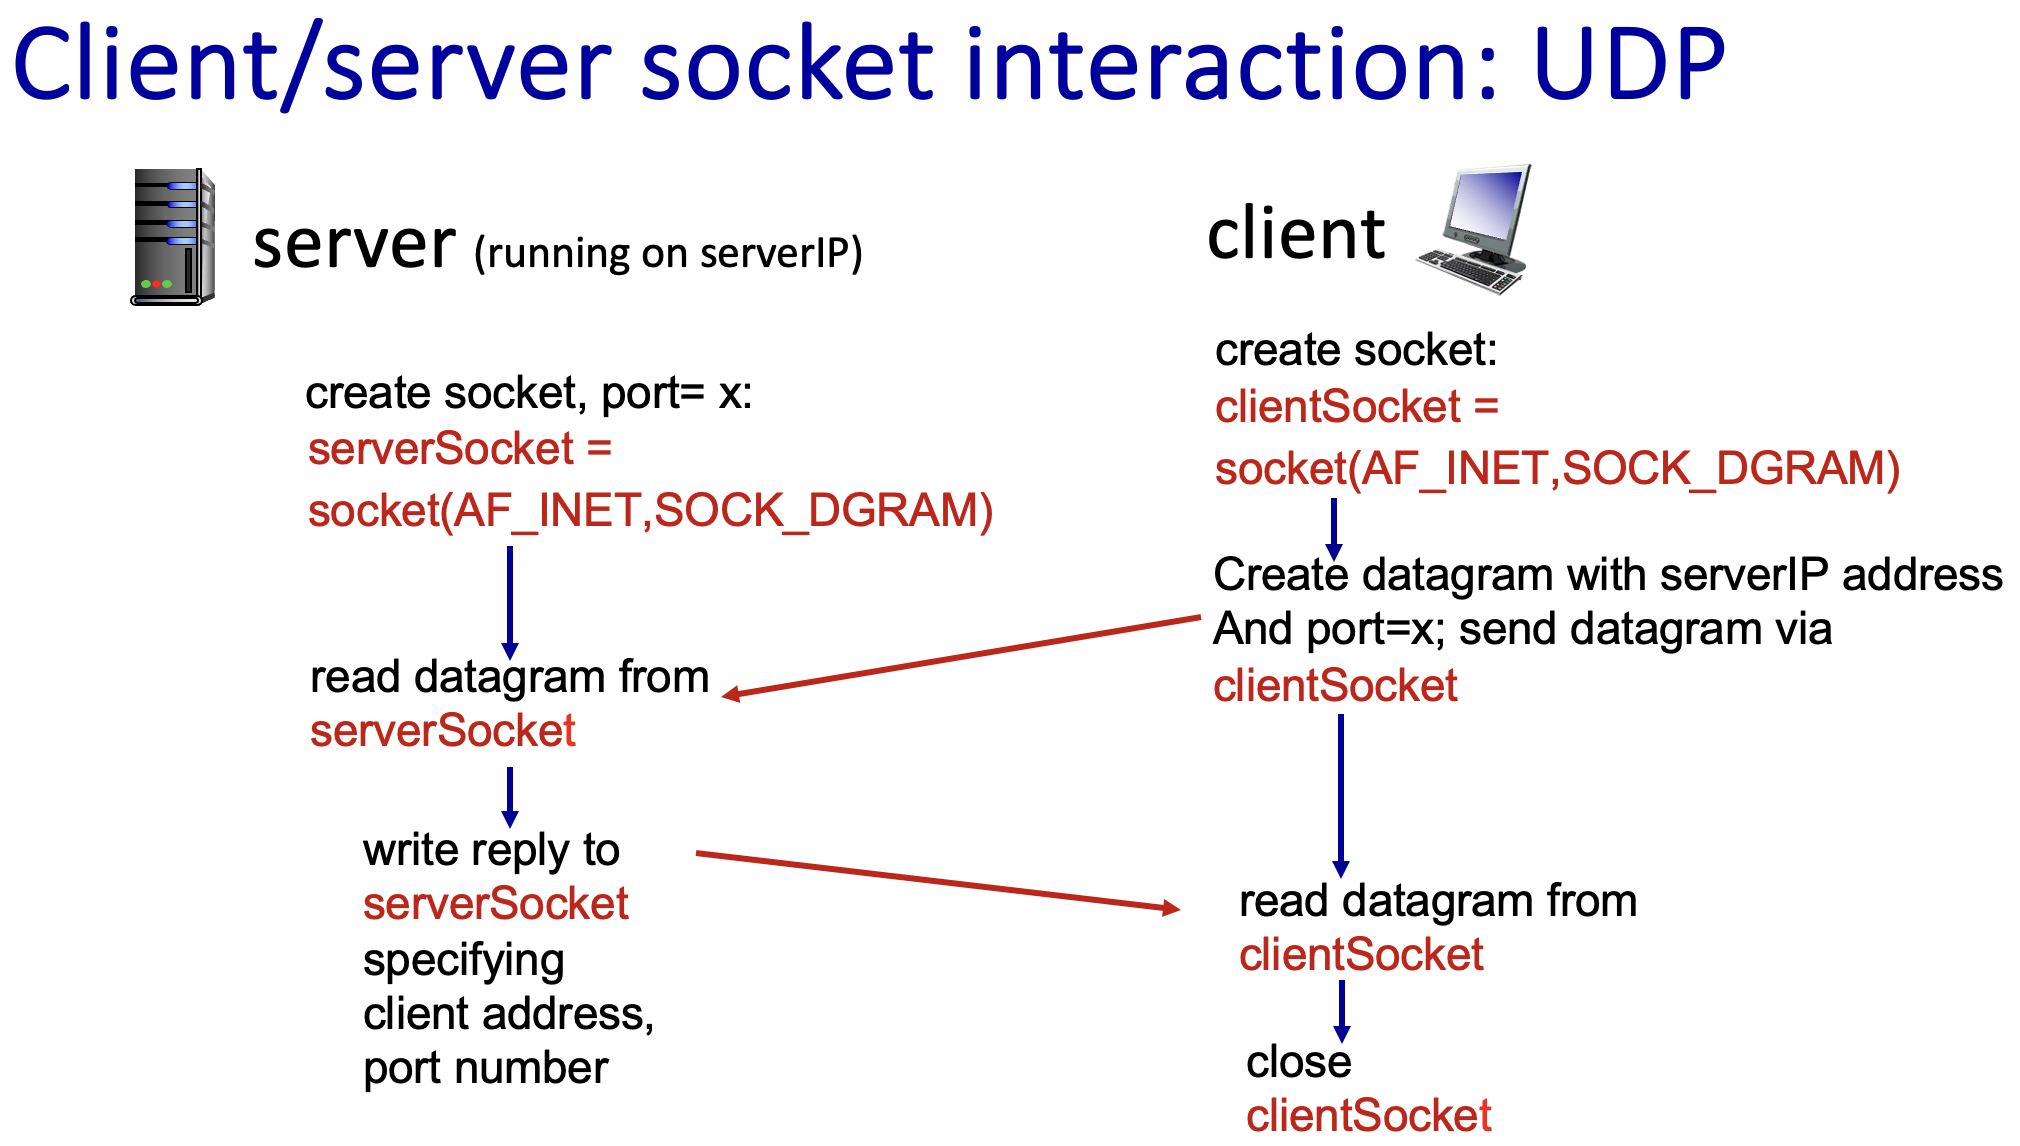 Client/server socket interaction: UDP
server (running on serverIP)
create socket, port= x:
serverSocket =
socket(AF_INET,SOCK_DGRAM)
read datagram from
serverSocket
write reply to
serverSocket
specifying
client address,
port number
client
create socket:
clientSocket =
socket(AF_INET,SOCK_DGRAM)
Create datagram with serverIP address
And port=x; send datagram via
clientSocket
read datagram from
clientSocket
close
clientSocket